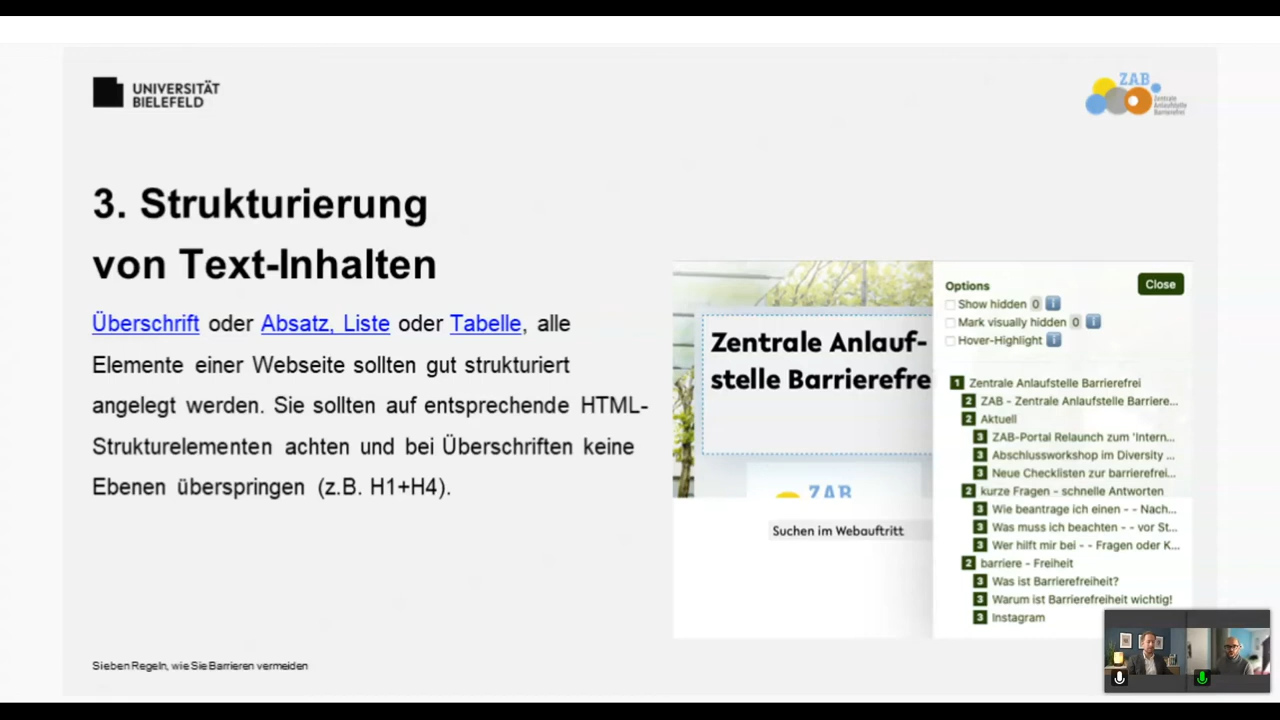 UNIVERSITÄT
BIELEFELD
ZAB
Zentrale
Anlaufstelle
Barrierefrei
3. Strukturierung
von Text-Inhalten
Überschrift oder Absatz, Liste oder Tabelle, alle
Elemente einer Webseite sollten gut strukturiert
angelegt werden. Sie sollten auf entsprechende HTML-
Strukturelementen achten und bei Überschriften keine
Ebenen überspringen (z.B. H1+H4).
Zentrale Anlauf-
stelle Barrierefre
ZAB
Suchen im Webauftritt
Options
Close
Show hidden 0 i
Mark visually hidden 0 i
Hover-Highlight i
1 Zentrale Anlaufstelle Barrierefrei
2 ZAB - Zentrale Anlaufstelle Barriere...
2 Aktuell
3 ZAB-Portal Relaunch zum 'Intern...
3 Abschlussworkshop im Diversity ...
3 Neue Checklisten zur barrierefrei...
2 kurze Fragen - schnelle Antworten
3 Wie beantrage ich einen - - Nach...
3 Was muss ich beachten - - vor St...
3 Wer hilft mir bei - - Fragen oder K...
2 barriere - Freiheit
3 Was ist Barrierefreiheit?
3 Warum ist Barrierefreiheit wichtig!
3 Instagram
Sieben Regeln, wie Sie Barrieren vermeiden